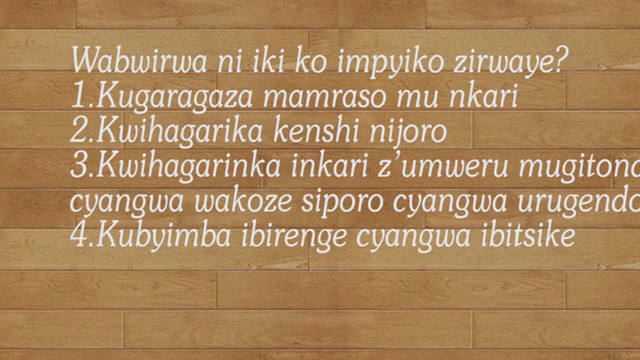 Wabwirwa ni iki ko impyiko zirwaye?
1.Kugaragaza mamraso mu nkari
2.Kwihagarika kenshi nijoro
3.Kwihagarinka inkari z'umweru mugitond
cyangwa wakoze siporo cyangwa urugendo
4.Kubyimba ibirenge cyangwa ibitsike